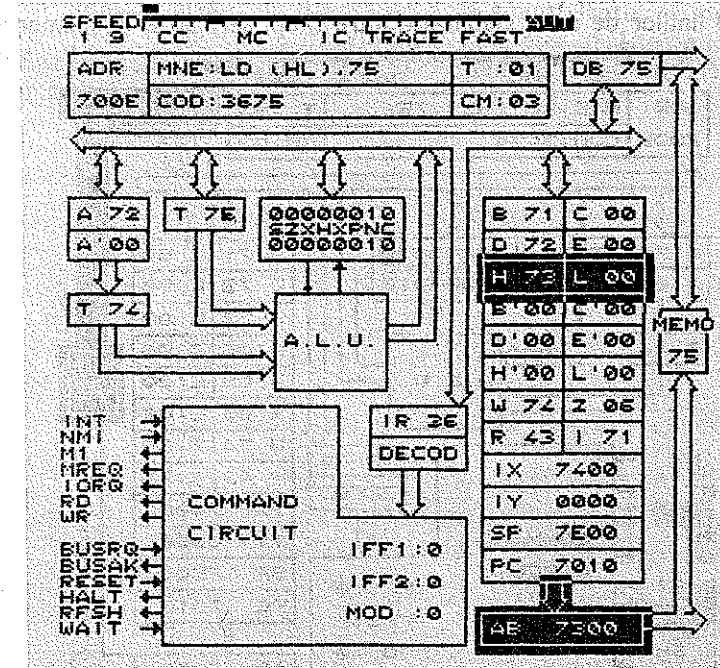 SPEED MENU
1 3 CC MC IC TRACE FAST
ADR MNE:LD (HL),75 T :01 DB 75
700E COD:3675 CM:03
A 72 T 75 00000010 B 71 C 00
SZXHXPNC
A'00 00000010 D 72 E 00
H 73 L 00
T 74 B'00 C'00
A.L.U. D'00 E'00 MEMO
75
H'00 L'00
INT IR 36 W 74 Z 06
NMI
M1 DECOD R 43 I 71
MREQ
IORQ IX 7400
RD COMMAND
WR IY 0000
CIRCUIT SP 7E00
BUSRQ IFF1:0
BUSAK PC 7010
RESET IFF2:0
HALT
RFSH MOD :0 AB 7300
WAIT